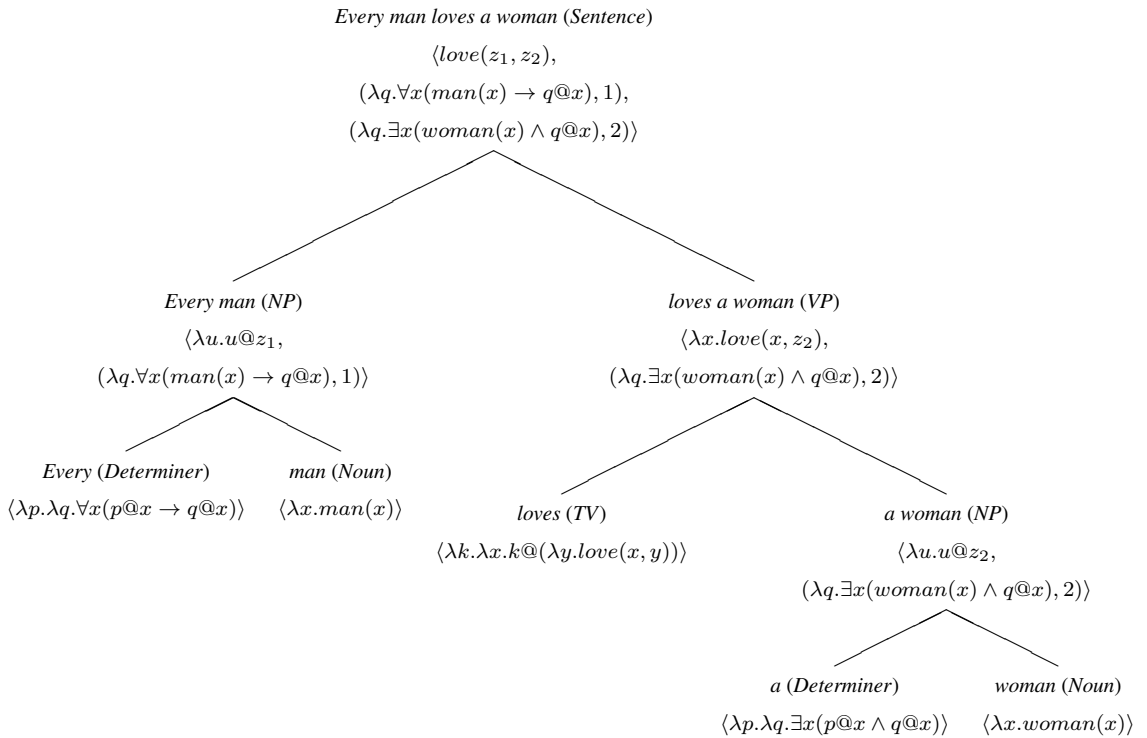 Every man loves a woman (Sentence)
⟨love(z₁, z₂),
(λq.∀x(man(x) → q@x), 1),
(λq.∃x(woman(x) ∧ q@x), 2)⟩
Every man (NP)
⟨λu.u@z₁,
(λq.∀x(man(x) → q@x), 1)⟩
loves a woman (VP)
⟨λx.love(x, z₂),
(λq.∃x(woman(x) ∧ q@x), 2)⟩
Every (Determiner)
⟨λp.λq.∀x(p@x → q@x)⟩
man (Noun)
⟨λx.man(x)⟩
loves (TV)
⟨λk.λx.k@(λy.love(x, y))⟩
a woman (NP)
⟨λu.u@z₂,
(λq.∃x(woman(x) ∧ q@x), 2)⟩
a (Determiner)
⟨λp.λq.∃x(p@x ∧ q@x)⟩
woman (Noun)
⟨λx.woman(x)⟩